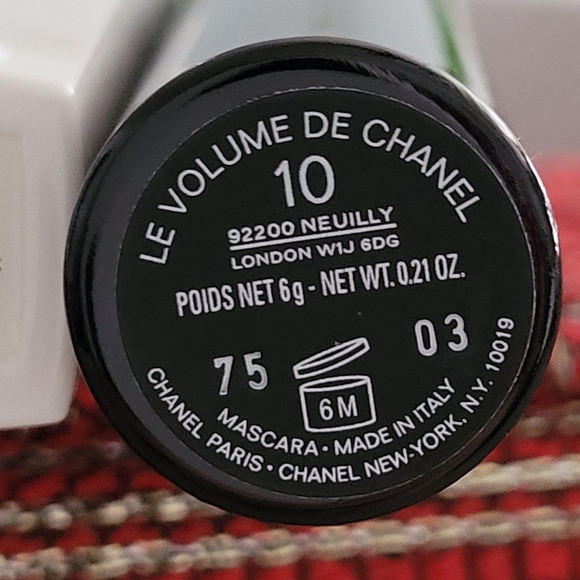 LE VOLUME DE CHANEL
10
92200 NEUILLY
LONDON W1J 6DG
POIDS NET 6g - NET WT. 0.21 OZ.
75 03
6M
MASCARA · MADE IN ITALY
CHANEL PARIS · CHANEL NEW-YORK, N.Y. 10019